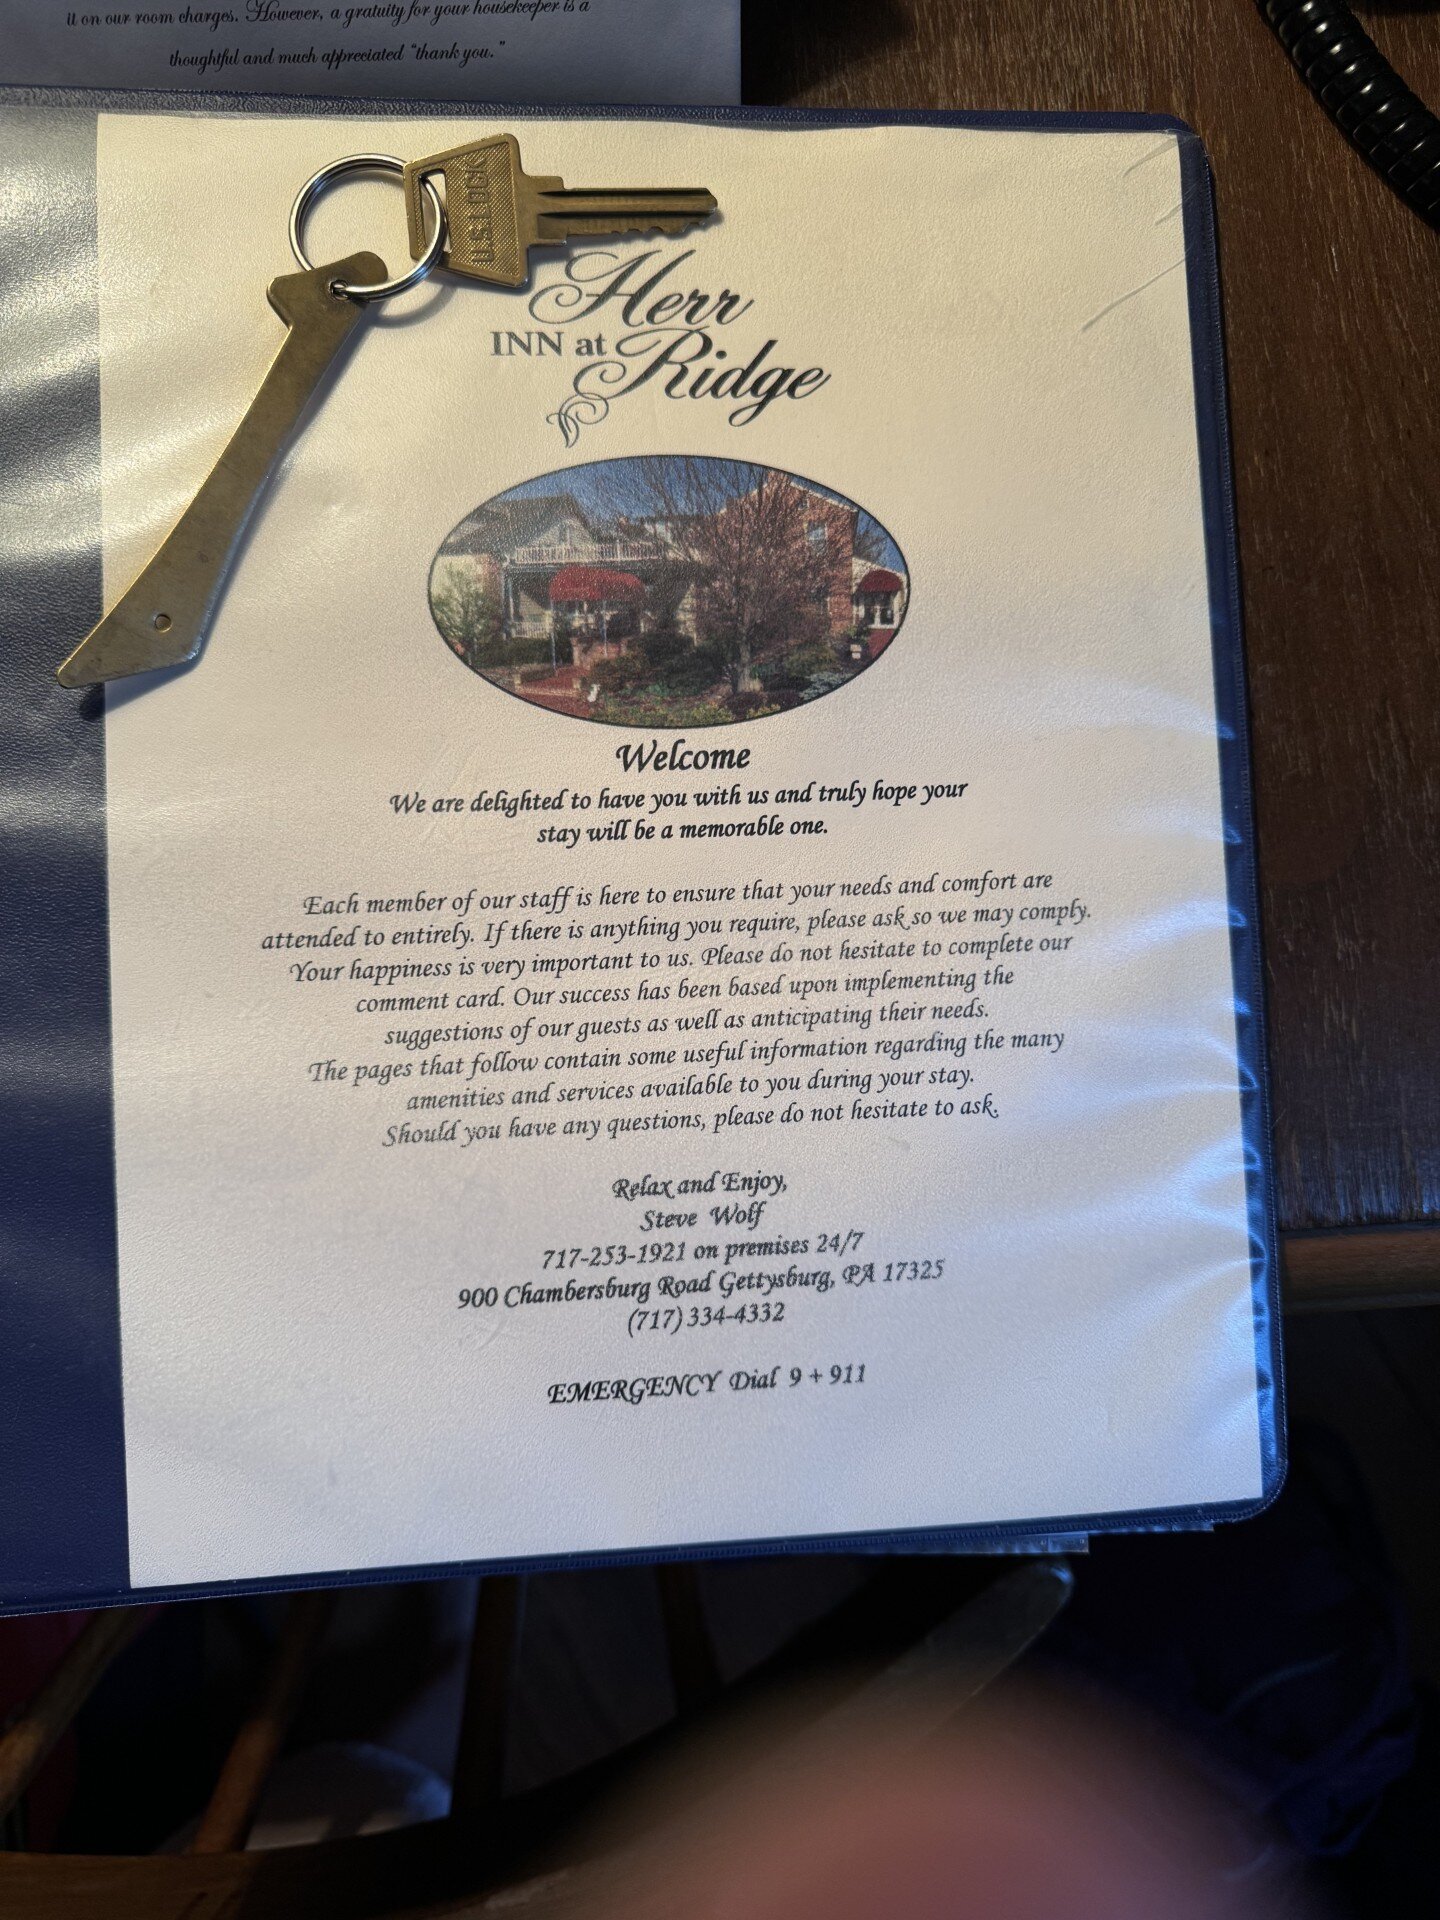 it on our room charges. However, a gratuity for your housekeeper is a
thoughtful and much appreciated "thank you."
U.S. LOCK
Herr
INN at Ridge
Welcome
We are delighted to have you with us and truly hope your
stay will be a memorable one.
Each member of our staff is here to ensure that your needs and comfort are
attended to entirely. If there is anything you require, please ask so we may comply.
Your happiness is very important to us. Please do not hesitate to complete our
comment card. Our success has been based upon implementing the
suggestions of our guests as well as anticipating their needs.
The pages that follow contain some useful information regarding the many
amenities and services available to you during your stay.
Should you have any questions, please do not hesitate to ask.
Relax and Enjoy,
Steve Wolf
717-253-1921 on premises 24/7
900 Chambersburg Road Gettysburg, PA 17325
(717) 334-4332
EMERGENCY Dial 9 + 911